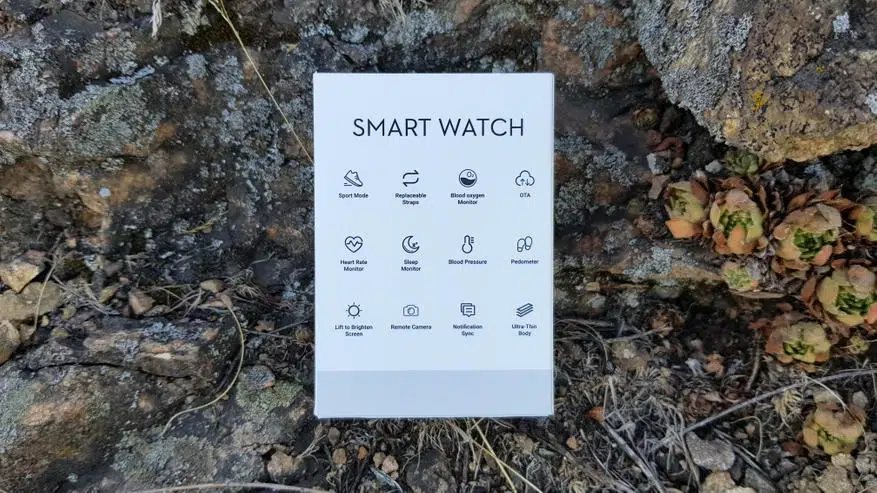 SMART WATCH
Sport Mode
Replaceable
Straps
Blood oxygen
Monitor
OTA
Heart Rate
Monitor
Sleep
Monitor
Blood Pressure
Pedometer
Lift to Brighten
Screen
Remote Camera
Notification
Sync
Ultra-Thin
Body